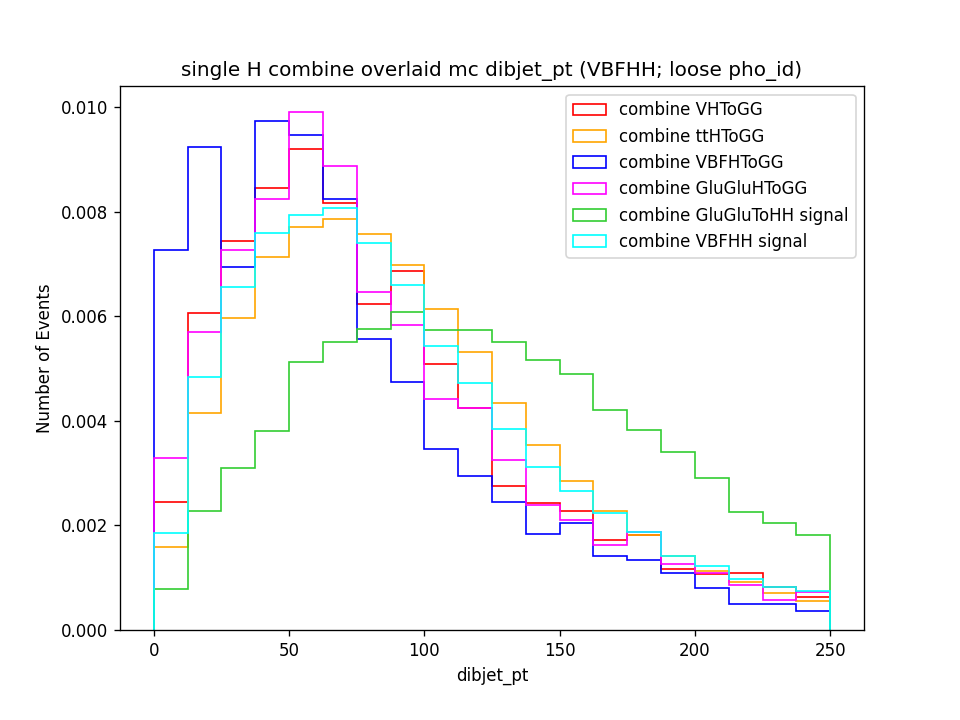 single H combine overlaid mc dibjet_pt (VBFHH; loose pho_id)
combine VHToGG
combine ttHToGG
combine VBFHToGG
combine GluGluHToGG
combine GluGluToHH signal
combine VBFHH signal
Number of Events
0.010
0.008
0.006
0.004
0.002
0.000
0 50 100 150 200 250
dibjet_pt